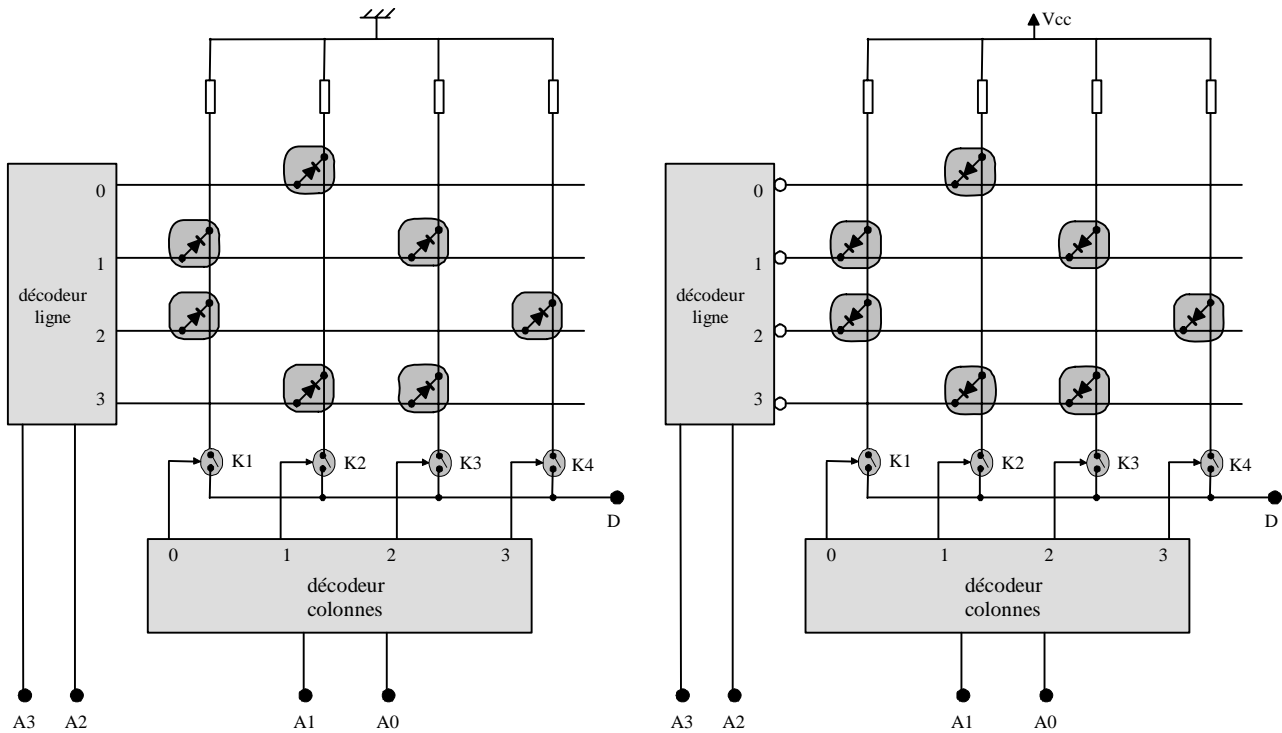 Vcc
0
1
décodeur
ligne
2
3
K1
K2
K3
K4
D
0
1
2
3
décodeur
colonnes
A3
A2
A1
A0
0
1
décodeur
ligne
2
3
K1
K2
K3
K4
D
0
1
2
3
décodeur
colonnes
A3
A2
A1
A0